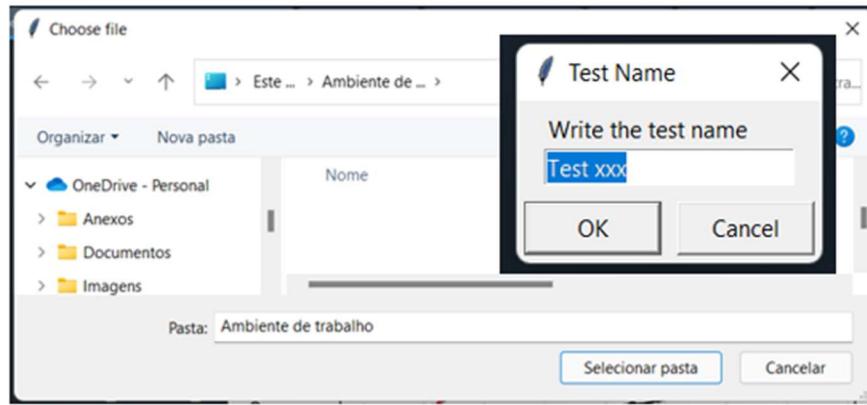 Choose file
Este ... > Ambiente de ... >
Organizar
Nova pasta
OneDrive - Personal
Anexos
Documentos
Imagens
Nome
Pasta: Ambiente de trabalho
Selecionar pasta
Cancelar
Test Name
Write the test name
Test xxx
OK
Cancel